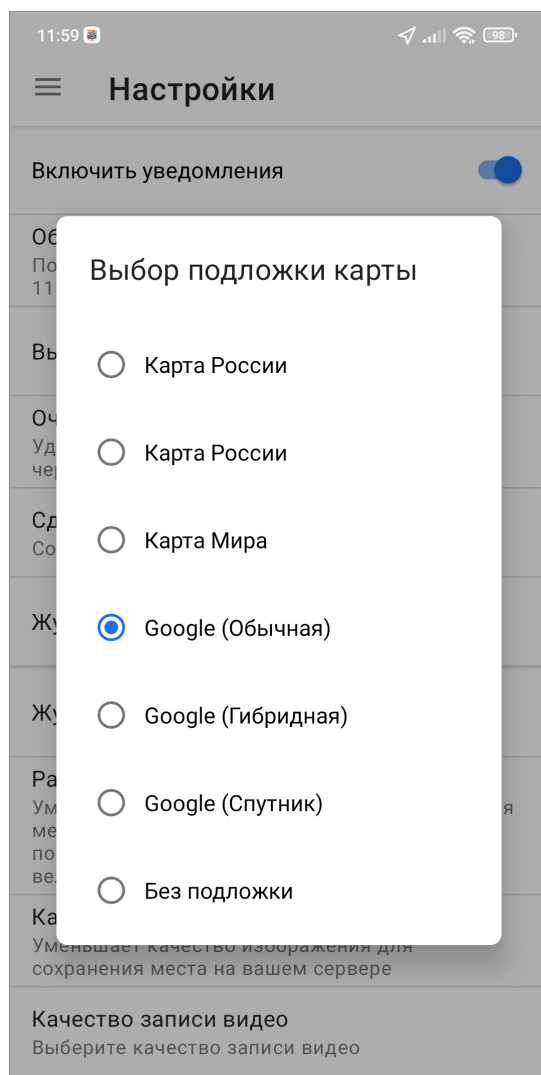 11:59
98
Настройки
Включить уведомления
Выбор подложки карты
Карта России
Карта России
Карта Мира
Google (Обычная)
Google (Гибридная)
Google (Спутник)
Без подложки
Уменьшает качество изображения для
сохранения места на вашем сервере
Качество записи видео
Выберите качество записи видео